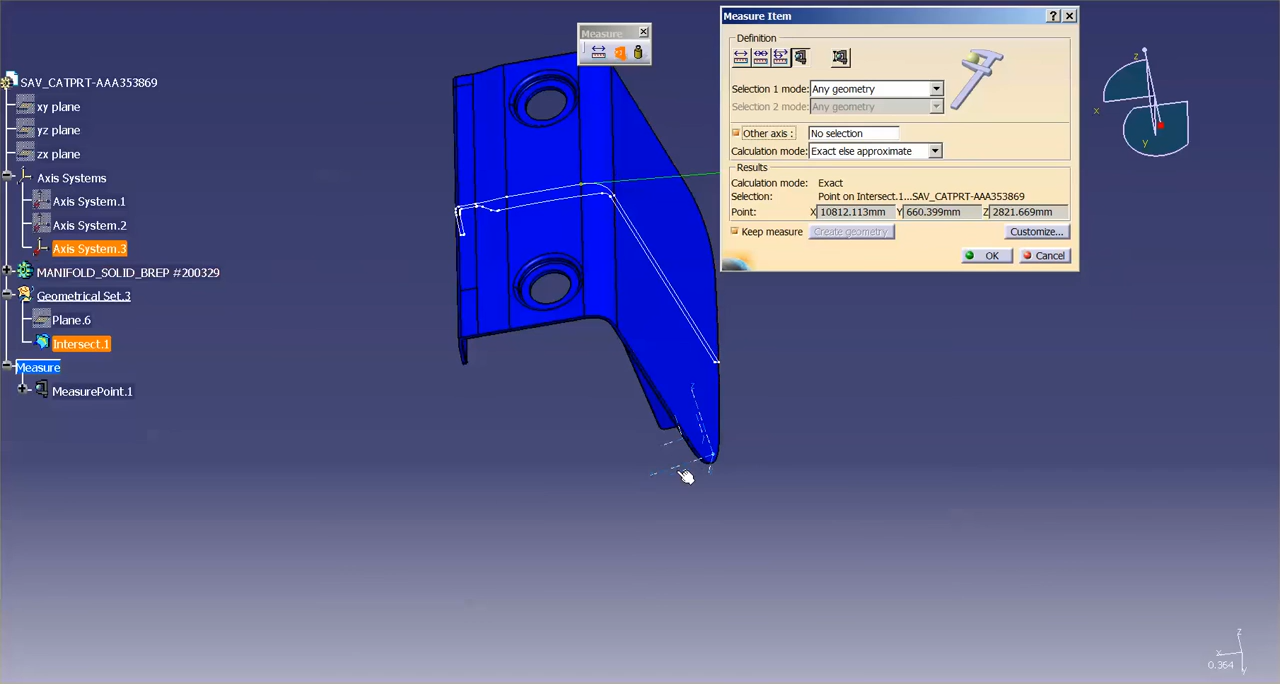 SAV_CATPRT-AAA353869
xy plane
yz plane
zx plane
Axis Systems
Axis System.1
Axis System.2
Axis System.3
MANIFOLD_SOLID_BREP #200329
Geometrical Set.3
Plane.6
Intersect.1
Measure
MeasurePoint.1
Measure
Measure Item
Definition
Selection 1 mode: Any geometry
Selection 2 mode: Any geometry
Other axis : No selection
Calculation mode: Exact else approximate
Results
Calculation mode: Exact
Selection: Point on Intersect.1...SAV_CATPRT-AAA353869
Point: X 10812.113mm Y 660.399mm Z 2821.669mm
Keep measure Create geometry Customize...
OK Cancel
z
x
y
z
z
x
y
0.364